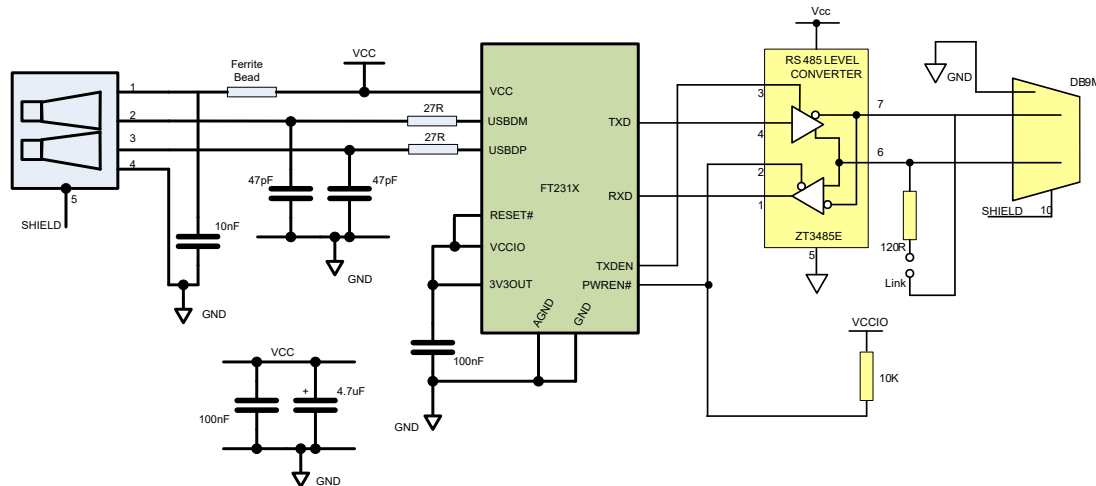 Vcc
Ferrite
Bead
VCC
RS485 LEVEL
CONVERTER
GND
DB9M
1
2
3
4
5
SHIELD
27R
27R
47pF
47pF
10nF
GND
GND
VCC
USBDM
USBDP
FT231X
RESET#
VCCIO
3V3OUT
AGND
GND
TXD
RXD
TXDEN
PWREN#
3
4
2
1
7
6
5
ZT3485E
120R
Link
SHIELD
10
VCCIO
10K
100nF
GND
VCC
100nF
+
4.7uF
GND